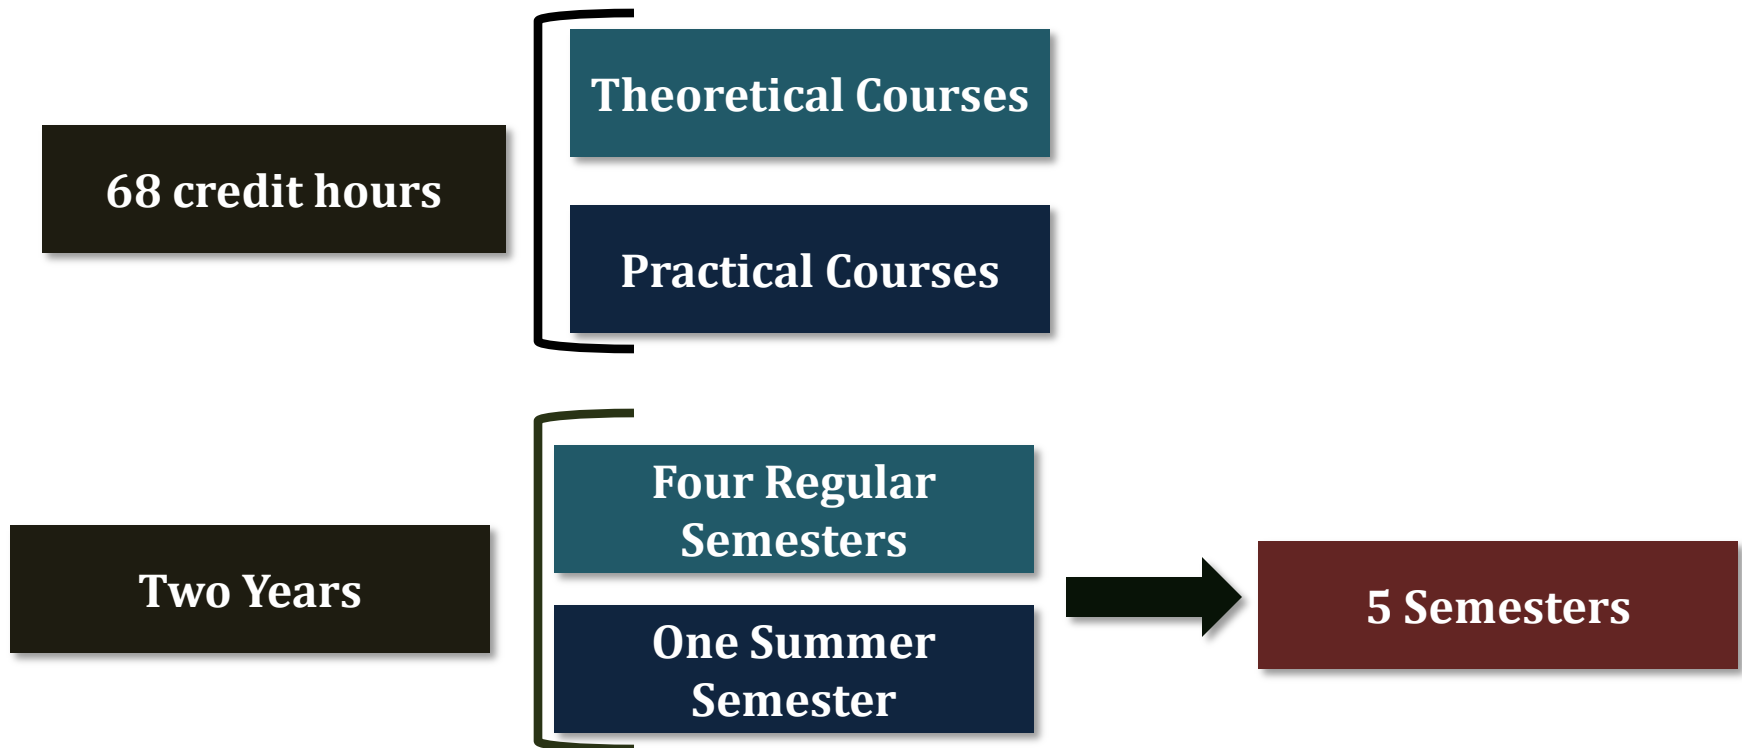 Theoretical Courses
68 credit hours
Practical Courses
Four Regular
Semesters
Two Years
5 Semesters
One Summer
Semester